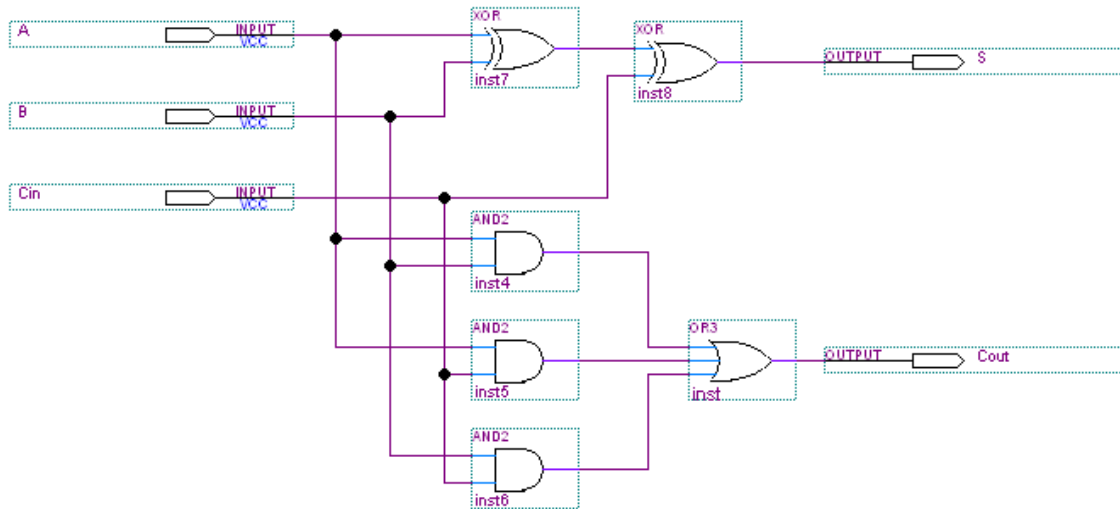 A
INPUT
VCC
XOR
inst7
XOR
inst8
OUTPUT
S
B
INPUT
VCC
Cin
INPUT
VCC
AND2
inst4
AND2
inst5
OR3
inst
OUTPUT
Cout
AND2
inst6